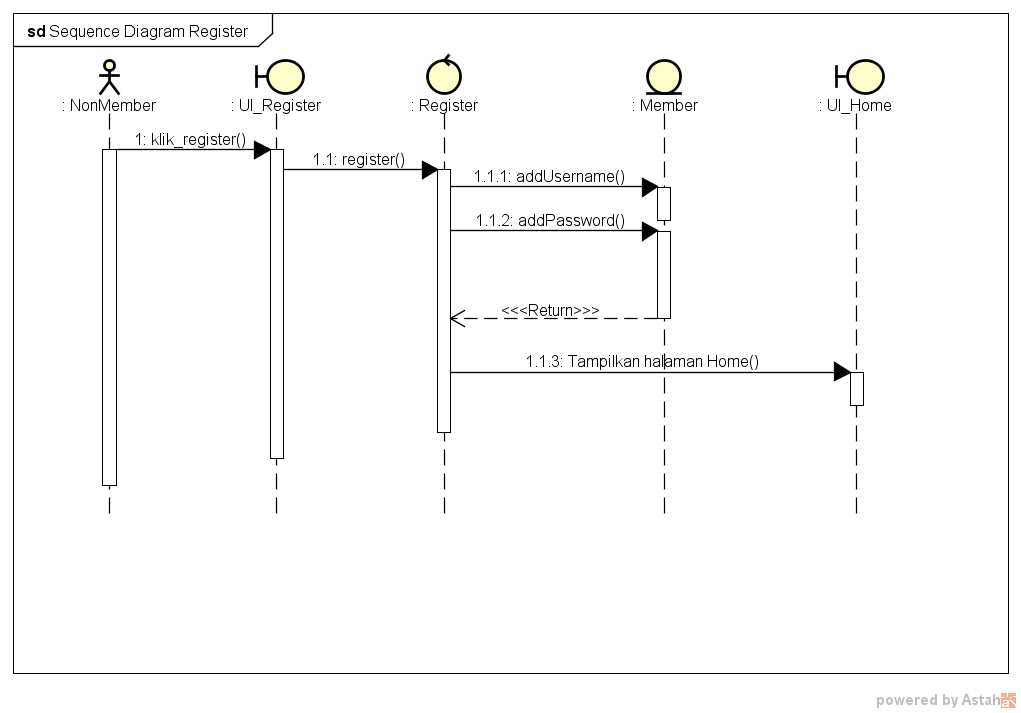 sd Sequence Diagram Register
: NonMember
: UI_Register
: Register
: Member
: UI_Home
1: klik_register()
1.1: register()
1.1.1: addUsername()
1.1.2: addPassword()
<<<Return>>>
1.1.3: Tampilkan halaman Home()
powered by Astah